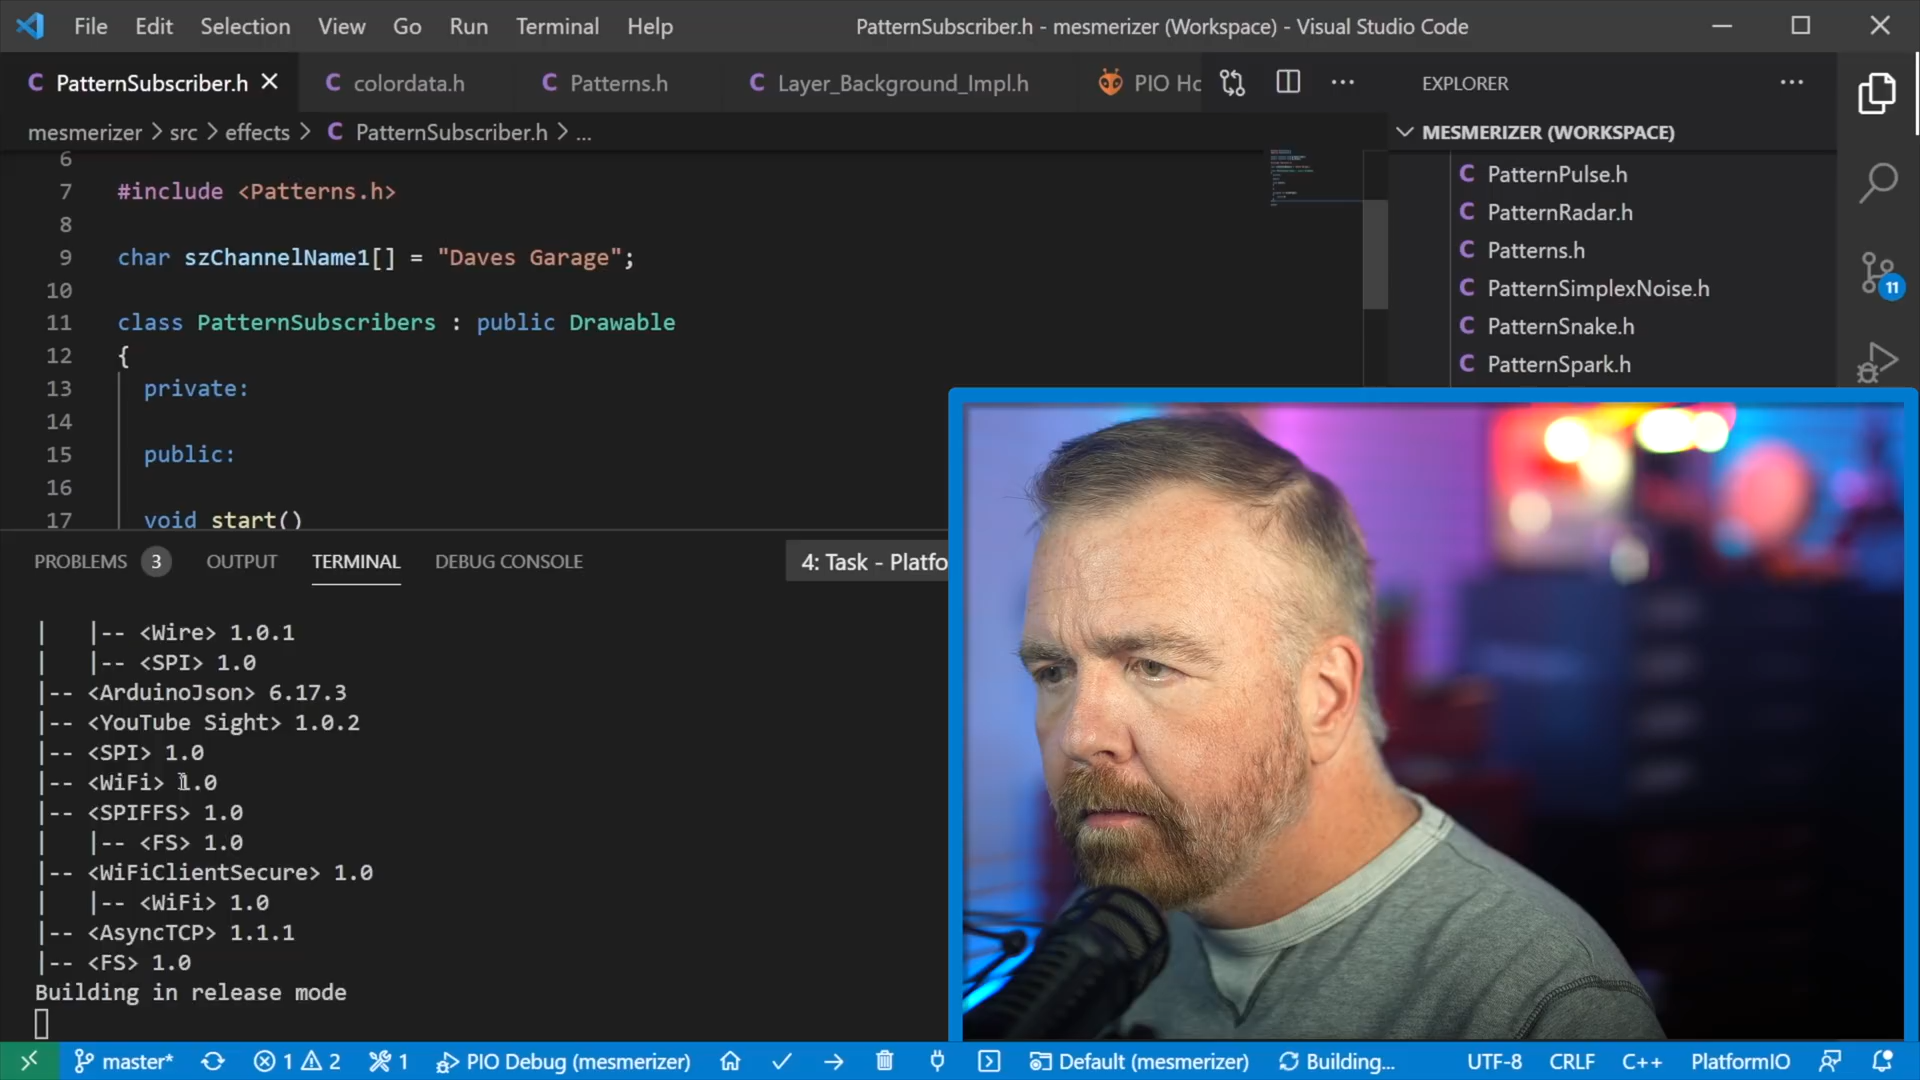 File Edit Selection View Go Run Terminal Help PatternSubscriber.h - mesmerizer (Workspace) - Visual Studio Code
C PatternSubscriber.h C colordata.h C Patterns.h C Layer_Background_Impl.h PIO Hc ··· EXPLORER ···
mesmerizer > src > effects > C PatternSubscriber.h > ...
MESMERIZER (WORKSPACE)
C PatternPulse.h
C PatternRadar.h
C Patterns.h
C PatternSimplexNoise.h
C PatternSnake.h
C PatternSpark.h
11
6
7 #include <Patterns.h>
8
9 char szChannelName1[] = "Daves Garage";
10
11 class PatternSubscribers : public Drawable
12 {
13 private:
14
15 public:
16
17 void start()
PROBLEMS 3 OUTPUT TERMINAL DEBUG CONSOLE 4: Task - Platfo
|   |-- <Wire> 1.0.1
|   |-- <SPI> 1.0
|-- <ArduinoJson> 6.17.3
|-- <YouTube Sight> 1.0.2
|-- <SPI> 1.0
|-- <WiFi> 1.0
|-- <SPIFFS> 1.0
|   |-- <FS> 1.0
|-- <WiFiClientSecure> 1.0
|   |-- <WiFi> 1.0
|-- <AsyncTCP> 1.1.1
|-- <FS> 1.0
Building in release mode
master* 1 2 1 PIO Debug (mesmerizer) Default (mesmerizer) Building... UTF-8 CRLF C++ PlatformIO